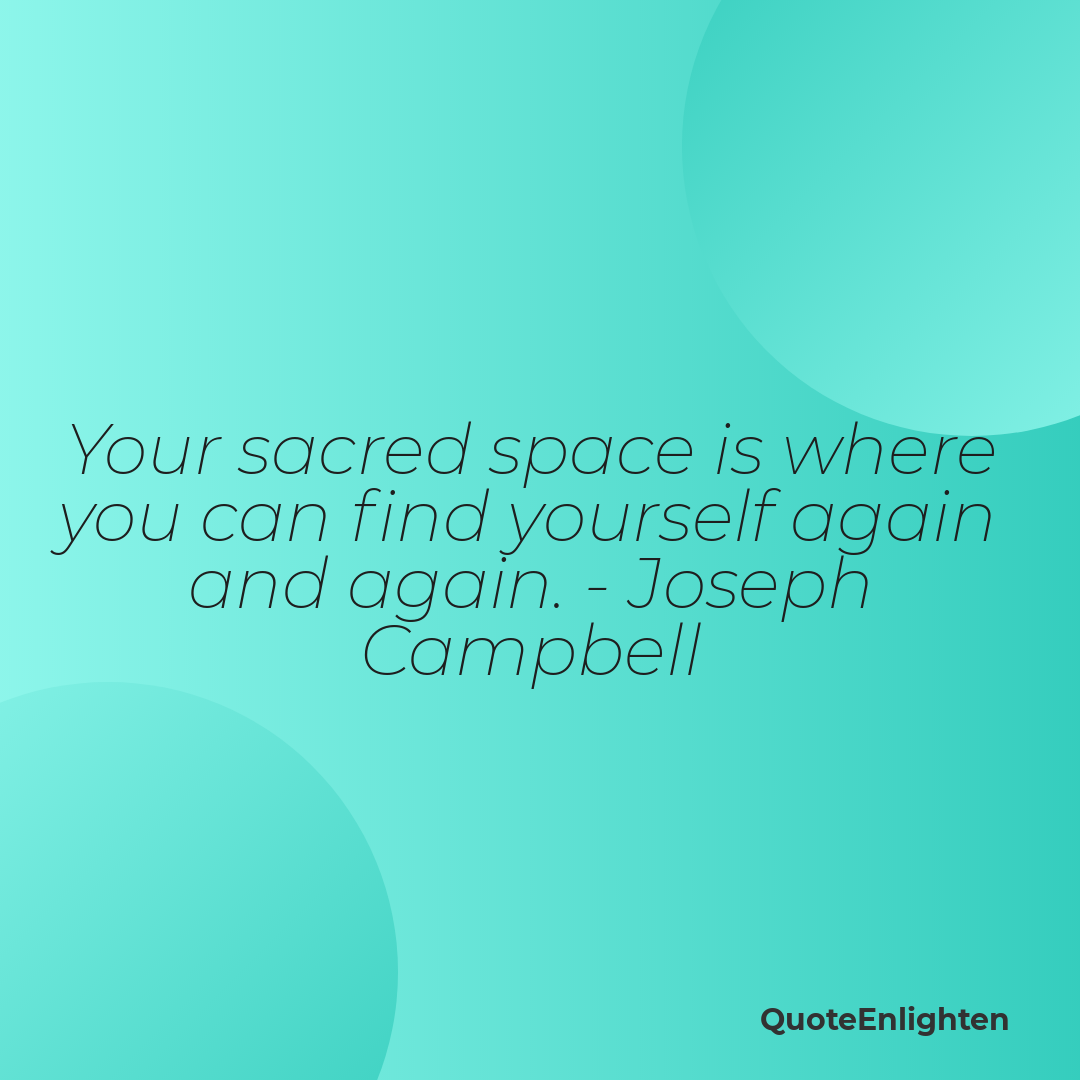 Your sacred space is where
you can find yourself again
and again. - Joseph
Campbell
QuoteEnlighten